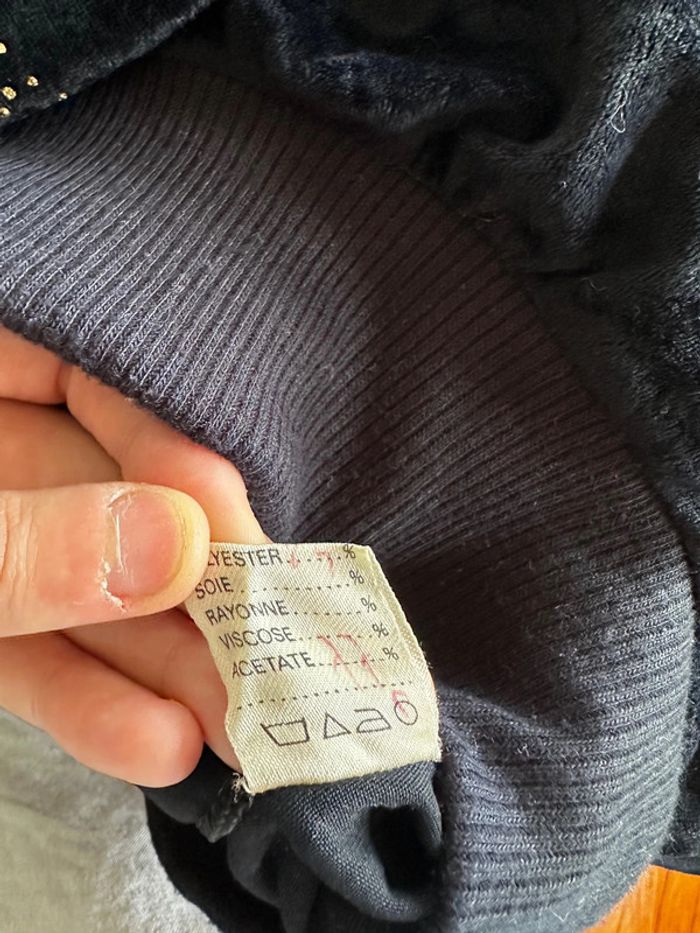 LYESTER.......%
SOIE..............%
RAYONNE..........%
VISCOSE..........%
ACETATE..........%